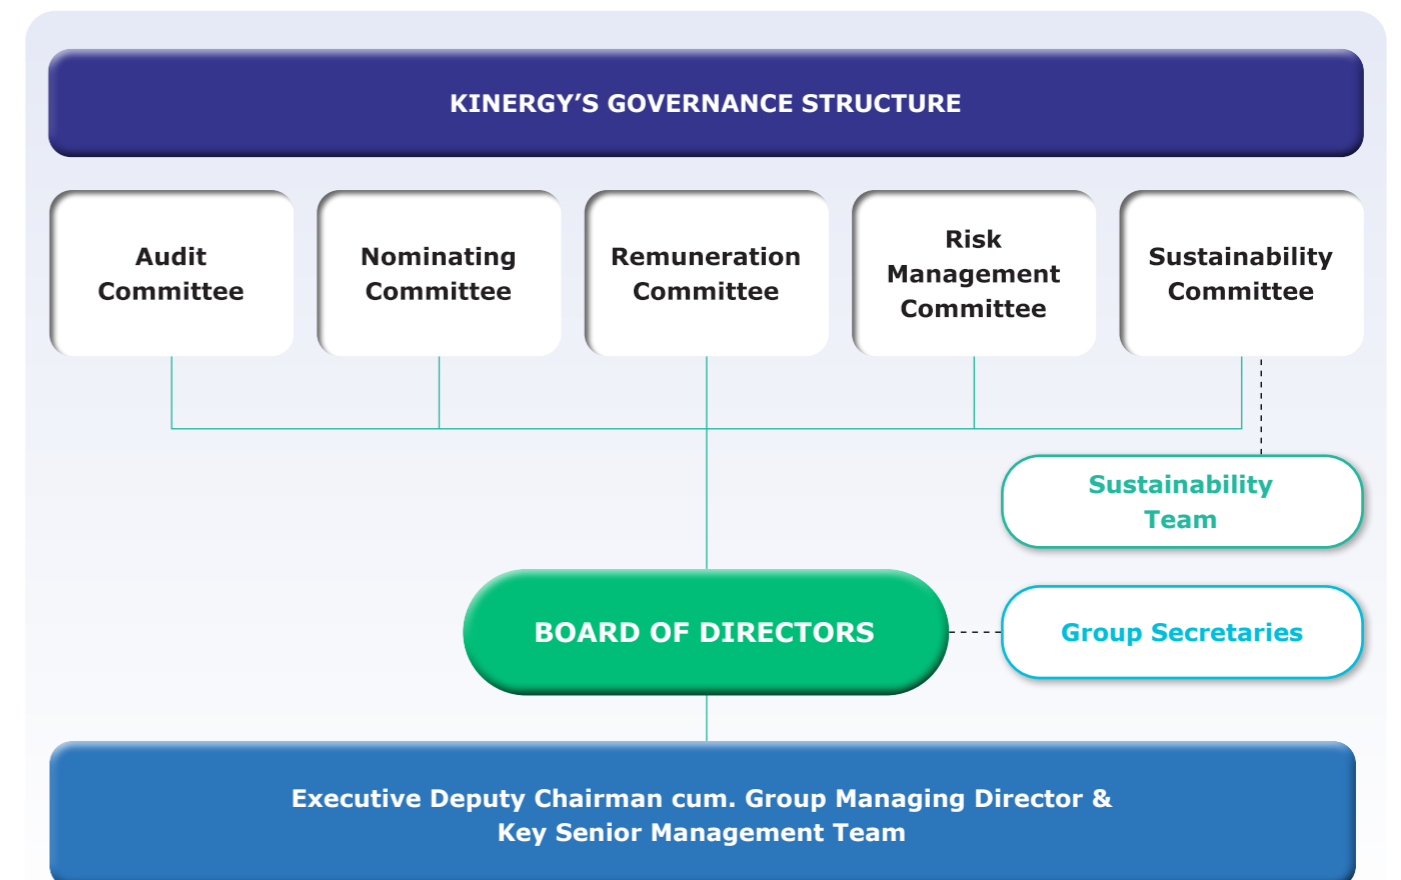 KINERGY’S GOVERNANCE STRUCTURE
Audit
Committee
Nominating
Committee
Remuneration
Committee
Risk
Management
Committee
Sustainability
Committee
Sustainability
Team
BOARD OF DIRECTORS
Group Secretaries
Executive Deputy Chairman cum. Group Managing Director &
Key Senior Management Team